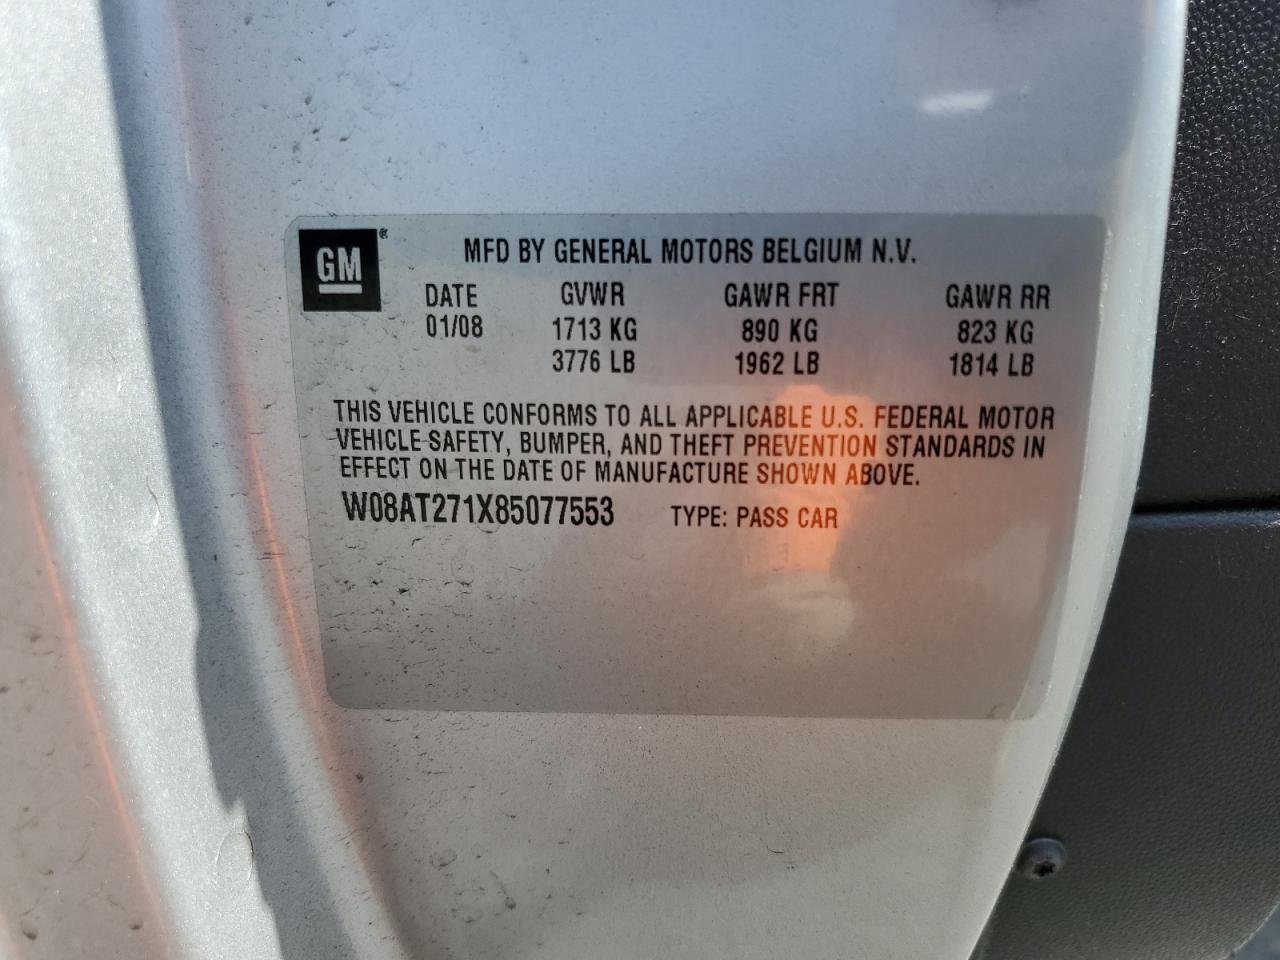 GM®
MFD BY GENERAL MOTORS BELGIUM N.V.
DATE GVWR GAWR FRT GAWR RR
01/08 1713 KG 890 KG 823 KG
3776 LB 1962 LB 1814 LB
THIS VEHICLE CONFORMS TO ALL APPLICABLE U.S. FEDERAL MOTOR
VEHICLE SAFETY, BUMPER, AND THEFT PREVENTION STANDARDS IN
EFFECT ON THE DATE OF MANUFACTURE SHOWN ABOVE.
W08AT271X85077553 TYPE: PASS CAR